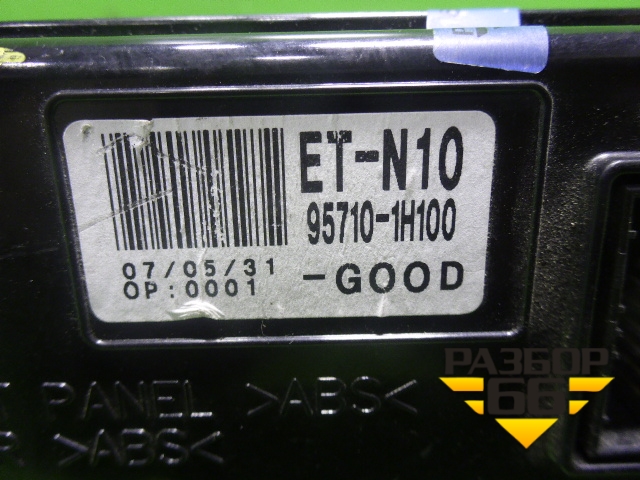 ET-N10
95710-1H100
07/05/31
OP:0001
-GOOD
PANEL >ABS<
>ABS<
РАЗБОР
66